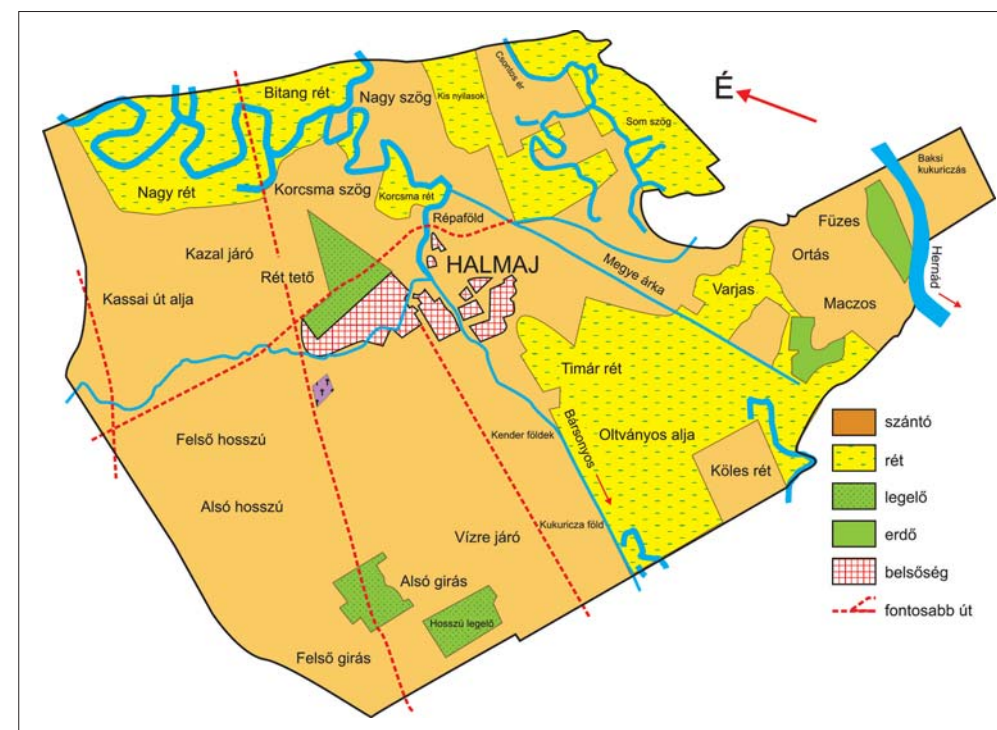 Csontos ér
Bitang rét
Nagy szög
Kis nyilasok
É
Som szög
Baksi
kukuriczás
Nagy rét
Korcsma szög
Korcsma rét
Répaföld
Füzes
Ortás
Hernád
Kazal járó
Rét tető
HALMAJ
Megye árka
Varjas
Kassai út alja
Maczos
Timár rét
Felső hosszú
Kender földek
Bársonyos
Oltványos alja
Köles rét
Alsó hosszú
Vízre járó
Kukuricza föld
Alsó girás
Hosszú legelő
Felső girás
szántó
rét
legelő
erdő
belsőség
fontosabb út